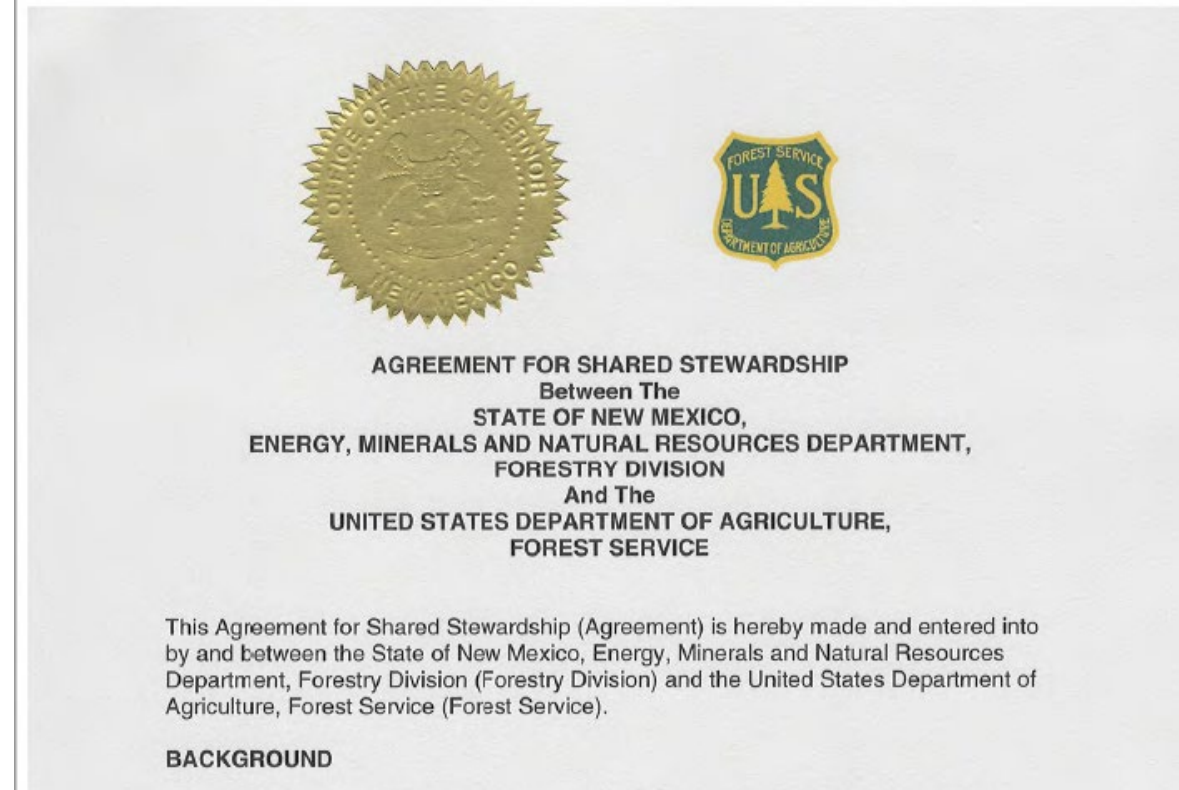 OFFICE OF THE GOVERNOR
NEW MEXICO
FOREST SERVICE
U S
DEPARTMENT OF AGRICULTURE
AGREEMENT FOR SHARED STEWARDSHIP
Between The
STATE OF NEW MEXICO,
ENERGY, MINERALS AND NATURAL RESOURCES DEPARTMENT,
FORESTRY DIVISION
And The
UNITED STATES DEPARTMENT OF AGRICULTURE,
FOREST SERVICE
This Agreement for Shared Stewardship (Agreement) is hereby made and entered into
by and between the State of New Mexico, Energy, Minerals and Natural Resources
Department, Forestry Division (Forestry Division) and the United States Department of
Agriculture, Forest Service (Forest Service).
BACKGROUND